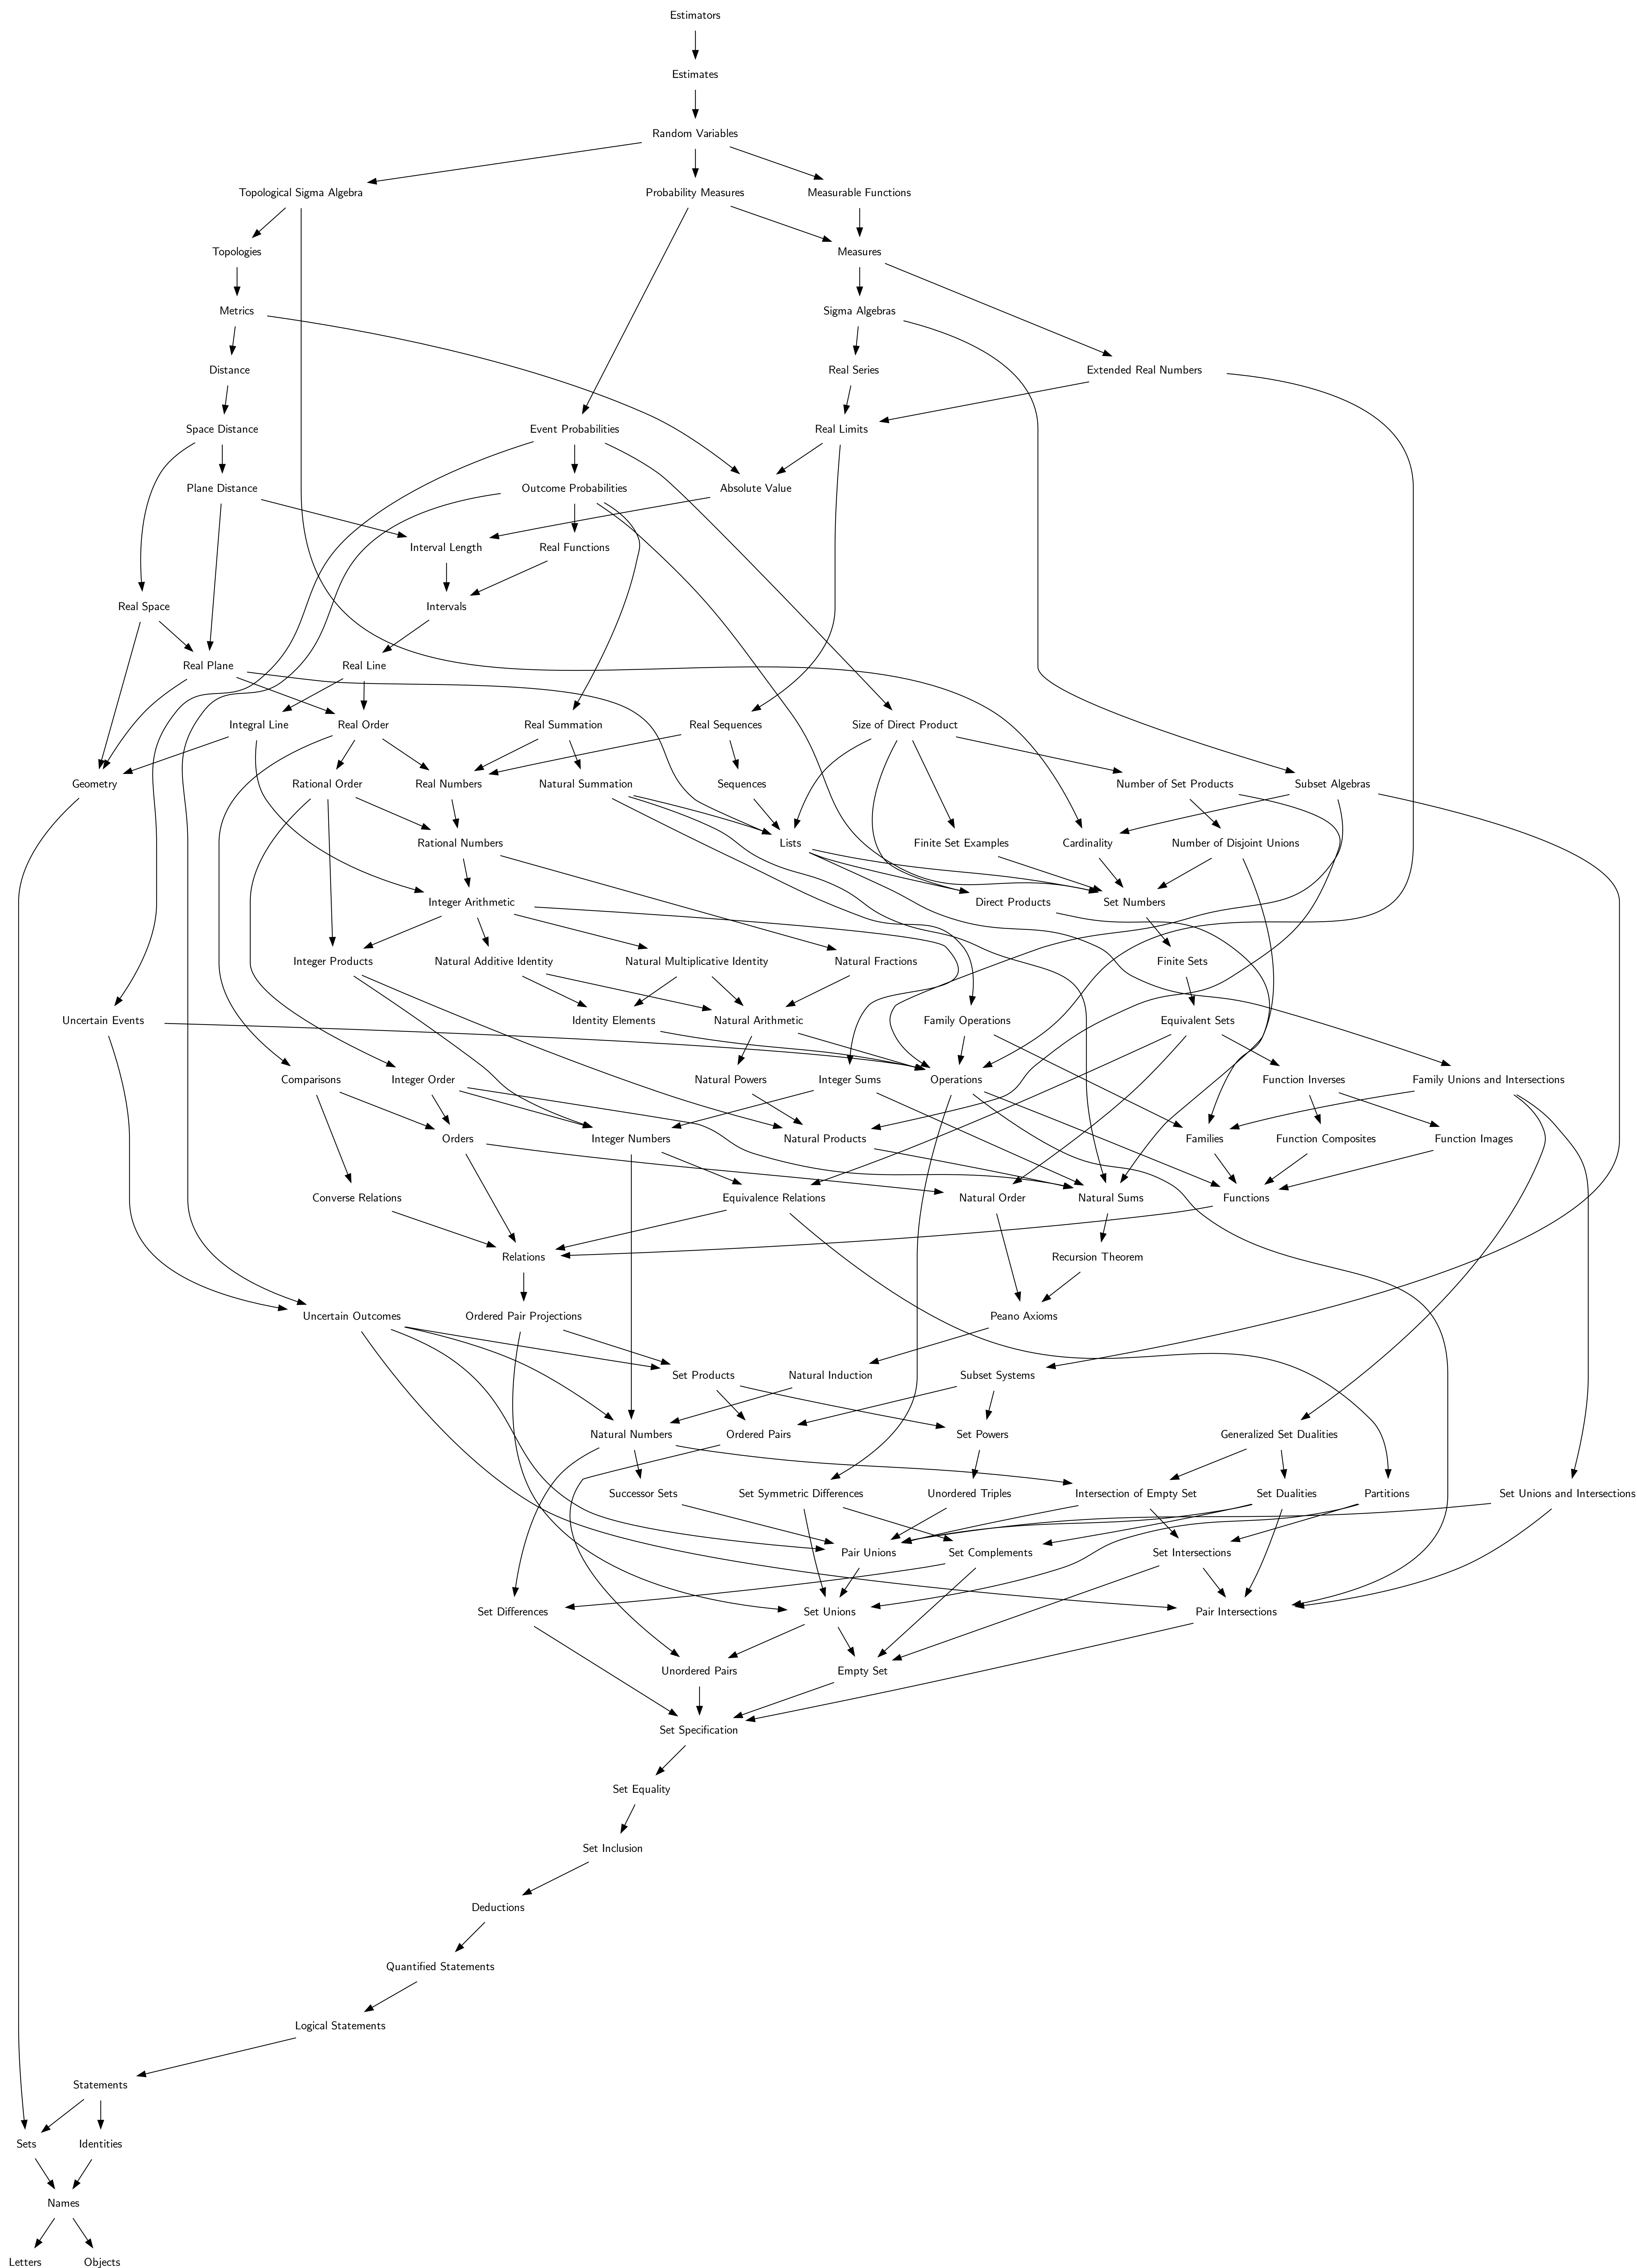 Estimators
Estimates
Random Variables
Topological Sigma Algebra
Probability Measures
Measurable Functions
Topologies
Measures
Metrics
Sigma Algebras
Distance
Real Series
Extended Real Numbers
Space Distance
Event Probabilities
Real Limits
Plane Distance
Outcome Probabilities
Absolute Value
Interval Length
Real Functions
Real Space
Intervals
Real Plane
Real Line
Integral Line
Real Order
Real Summation
Real Sequences
Size of Direct Product
Geometry
Rational Order
Real Numbers
Natural Summation
Sequences
Number of Set Products
Subset Algebras
Rational Numbers
Lists
Finite Set Examples
Cardinality
Number of Disjoint Unions
Integer Arithmetic
Direct Products
Set Numbers
Integer Products
Natural Additive Identity
Natural Multiplicative Identity
Natural Fractions
Finite Sets
Uncertain Events
Identity Elements
Natural Arithmetic
Family Operations
Equivalent Sets
Comparisons
Integer Order
Natural Powers
Integer Sums
Operations
Function Inverses
Family Unions and Intersections
Orders
Integer Numbers
Natural Products
Families
Function Composites
Function Images
Converse Relations
Equivalence Relations
Natural Order
Natural Sums
Functions
Relations
Recursion Theorem
Uncertain Outcomes
Ordered Pair Projections
Peano Axioms
Set Products
Natural Induction
Subset Systems
Natural Numbers
Ordered Pairs
Set Powers
Generalized Set Dualities
Successor Sets
Set Symmetric Differences
Unordered Triples
Intersection of Empty Set
Set Dualities
Partitions
Set Unions and Intersections
Pair Unions
Set Complements
Set Intersections
Set Differences
Set Unions
Pair Intersections
Unordered Pairs
Empty Set
Set Specification
Set Equality
Set Inclusion
Deductions
Quantified Statements
Logical Statements
Statements
Sets
Identities
Names
Letters
Objects